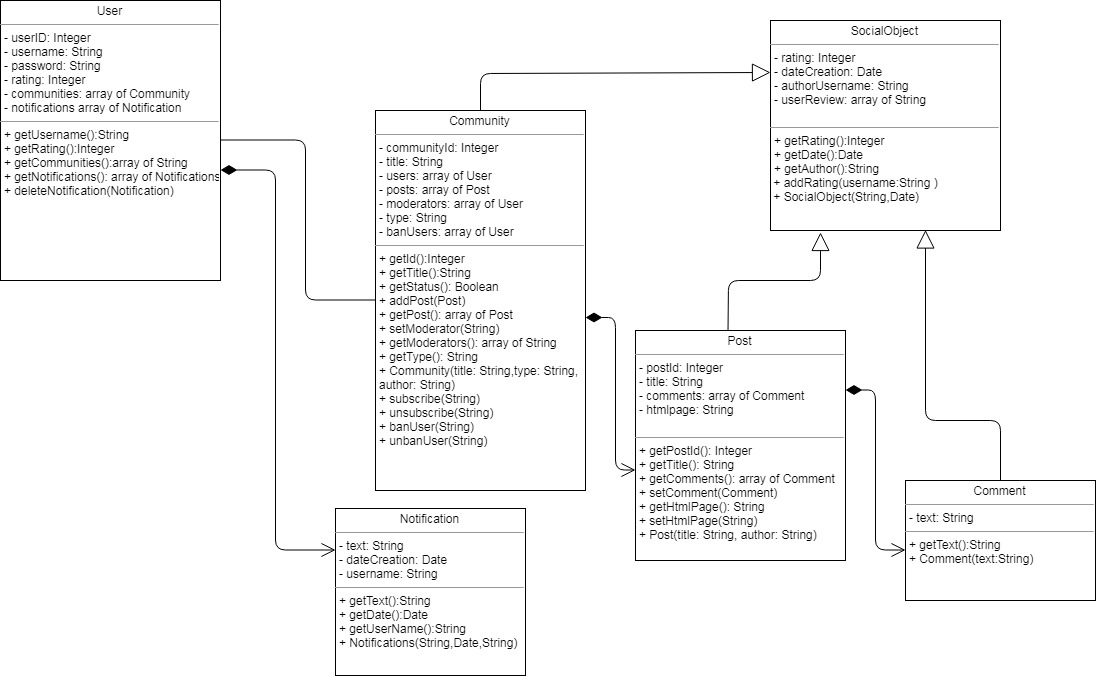 User
- userID: Integer
- username: String
- password: String
- rating: Integer
- communities: array of Community
- notifications array of Notification
+ getUsername():String
+ getRating():Integer
+ getCommunities():array of String
+ getNotifications(): array of Notifications
+ deleteNotification(Notification)
Community
- communityId: Integer
- title: String
- users: array of User
- posts: array of Post
- moderators: array of User
- type: String
- banUsers: array of User
+ getId():Integer
+ getTitle():String
+ getStatus(): Boolean
+ addPost(Post)
+ getPost(): array of Post
+ setModerator(String)
+ getModerators(): array of String
+ getType(): String
+ Community(title: String,type: String,
author: String)
+ subscribe(String)
+ unsubscribe(String)
+ banUser(String)
+ unbanUser(String)
SocialObject
- rating: Integer
- dateCreation: Date
- authorUsername: String
- userReview: array of String
+ getRating():Integer
+ getDate():Date
+ getAuthor():String
+ addRating(username:String )
+ SocialObject(String,Date)
Post
- postId: Integer
- title: String
- comments: array of Comment
- htmlpage: String
+ getPostId(): Integer
+ getTitle(): String
+ getComments(): array of Comment
+ setComment(Comment)
+ getHtmlPage(): String
+ setHtmlPage(String)
+ Post(title: String, author: String)
Comment
- text: String
+ getText():String
+ Comment(text:String)
Notification
- text: String
- dateCreation: Date
- username: String
+ getText():String
+ getDate():Date
+ getUserName():String
+ Notifications(String,Date,String)